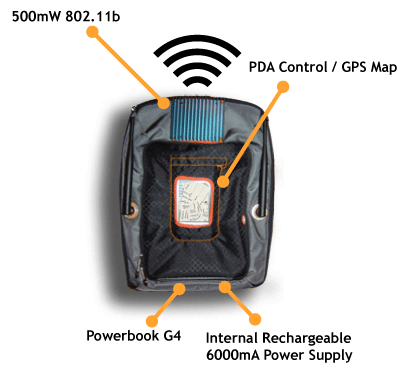 500mW 802.11b
PDA Control / GPS Map
Powerbook G4
Internal Rechargeable
6000mA Power Supply